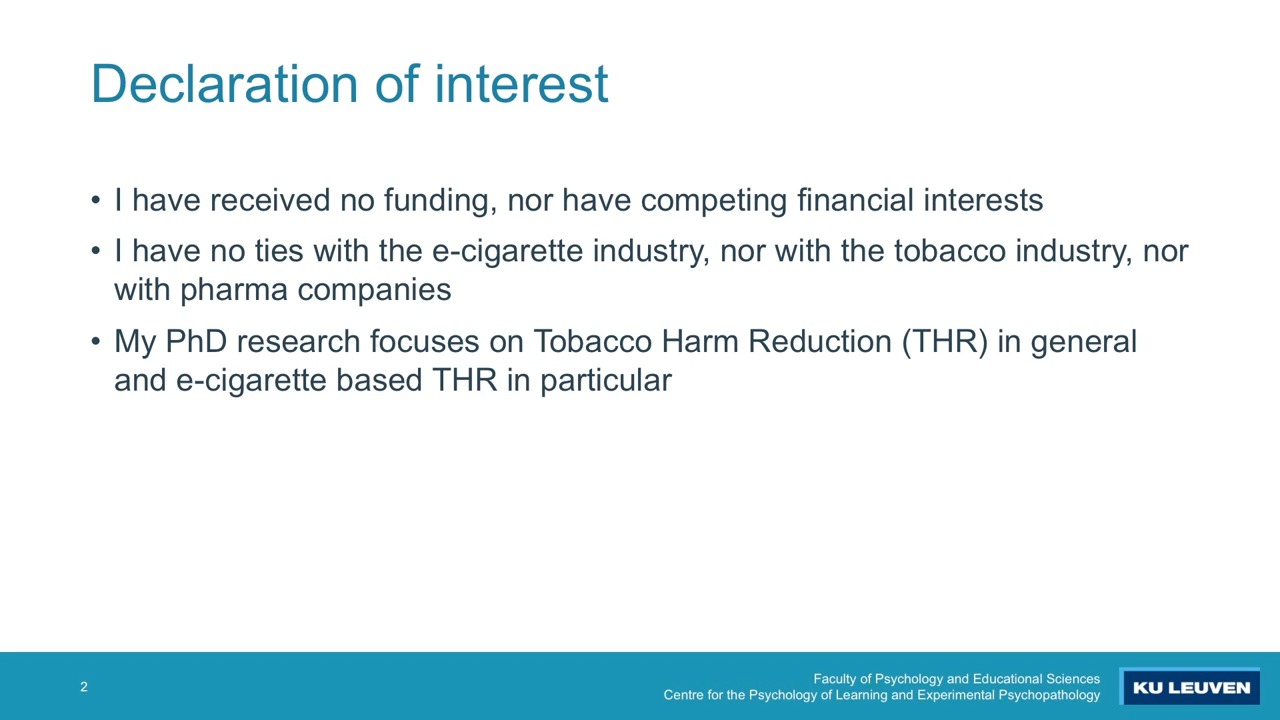 Declaration of interest
• I have received no funding, nor have competing financial interests
• I have no ties with the e-cigarette industry, nor with the tobacco industry, nor
with pharma companies
• My PhD research focuses on Tobacco Harm Reduction (THR) in general
and e-cigarette based THR in particular
2
Faculty of Psychology and Educational Sciences
Centre for the Psychology of Learning and Experimental Psychopathology
KU LEUVEN